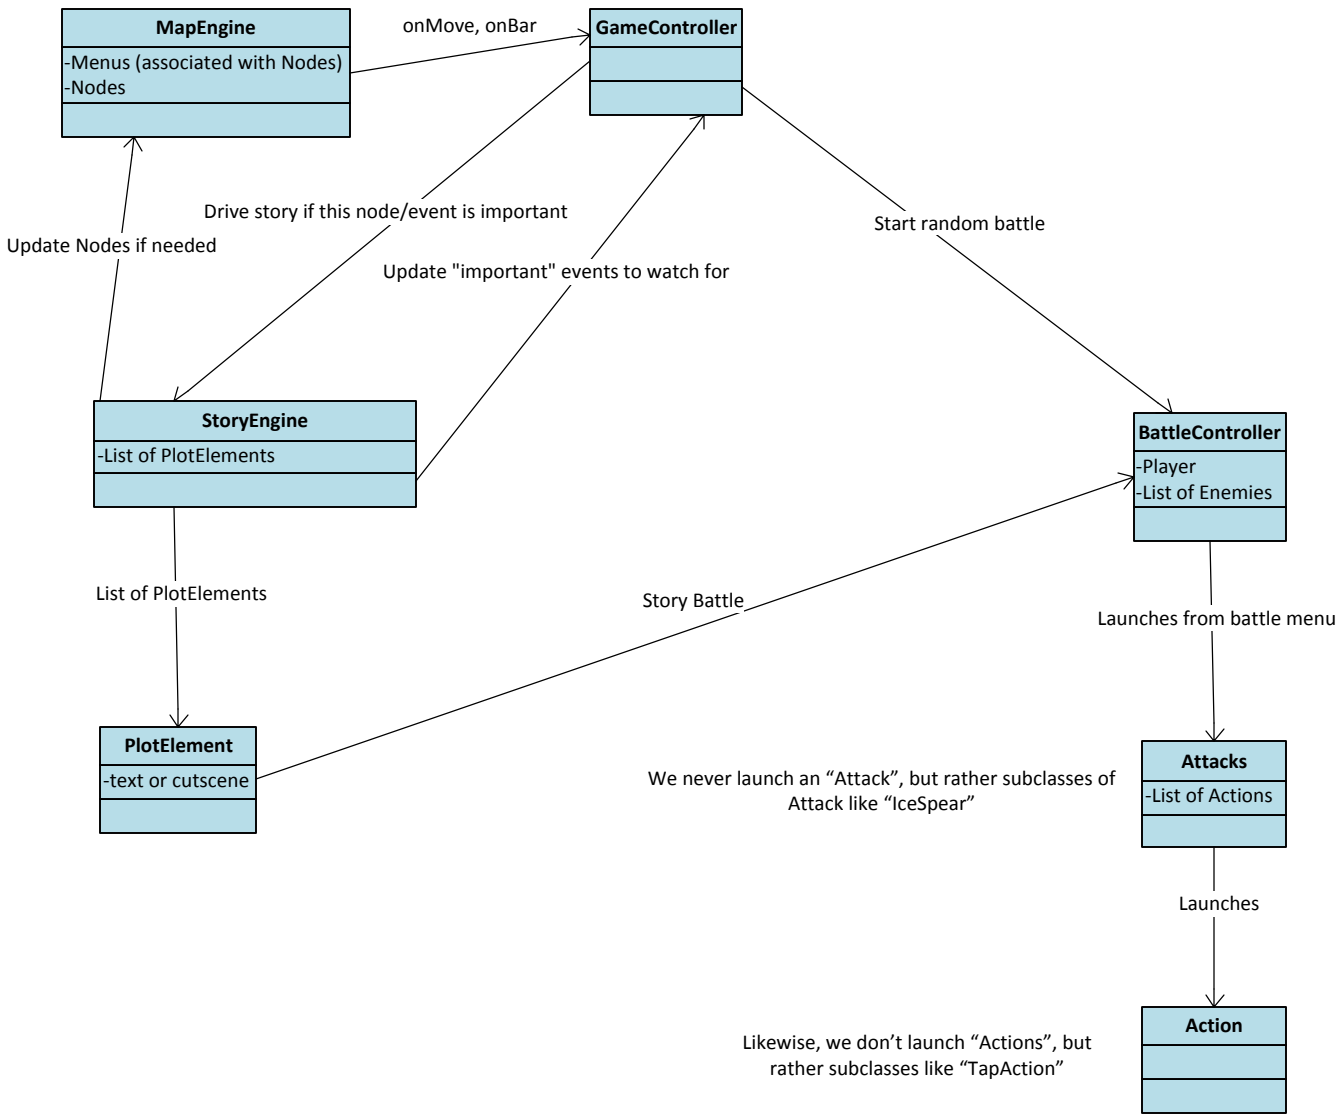 MapEngine
-Menus (associated with Nodes)
-Nodes
onMove, onBar
GameController
Drive story if this node/event is important
Start random battle
Update Nodes if needed
Update "important" events to watch for
StoryEngine
-List of PlotElements
BattleController
-Player
-List of Enemies
List of PlotElements
Story Battle
Launches from battle menu
PlotElement
-text or cutscene
We never launch an “Attack”, but rather subclasses of
Attack like “IceSpear”
Attacks
-List of Actions
Launches
Likewise, we don’t launch “Actions”, but
rather subclasses like “TapAction”
Action